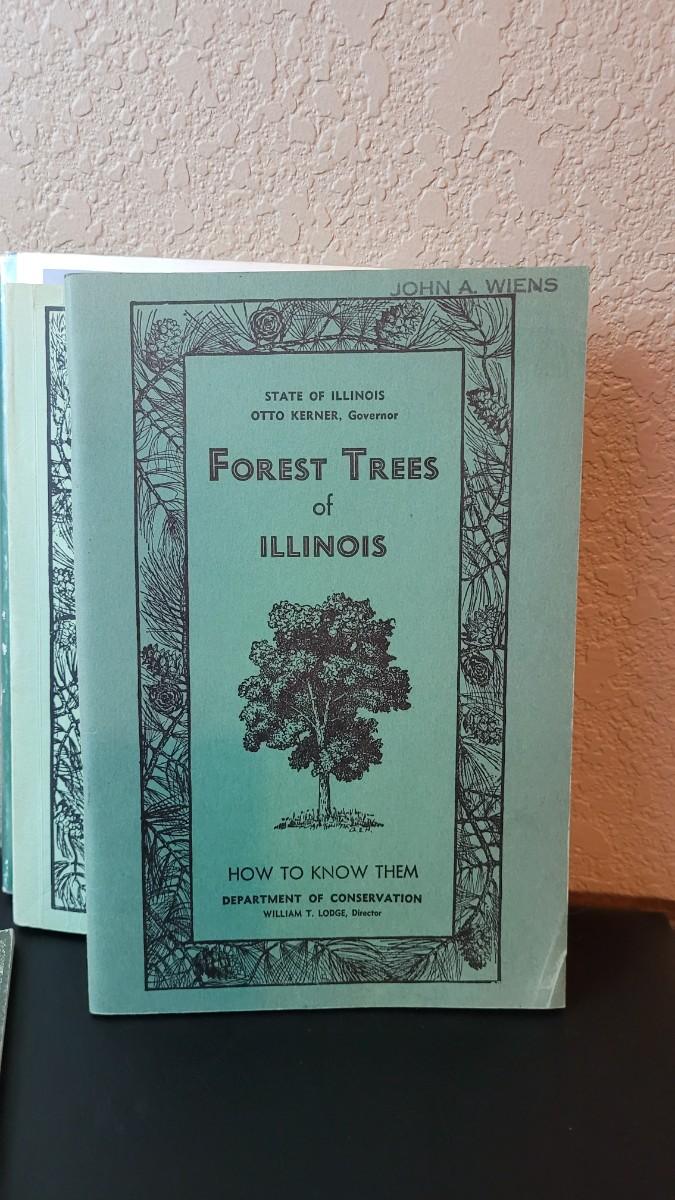 JOHN A. WIENS
STATE OF ILLINOIS
OTTO KERNER, Governor
FOREST TREES
of
ILLINOIS
HOW TO KNOW THEM
DEPARTMENT OF CONSERVATION
WILLIAM T. LODGE, Director